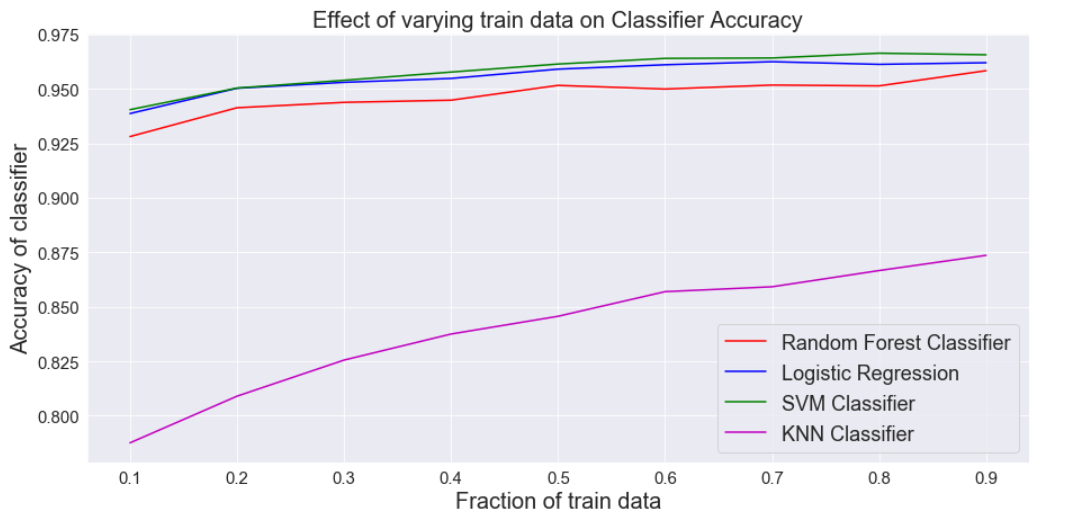 Effect of varying train data on Classifier Accuracy
Accuracy of classifier
0.975
0.950
0.925
0.900
0.875
0.850
0.825
0.800
Random Forest Classifier
Logistic Regression
SVM Classifier
KNN Classifier
0.1 0.2 0.3 0.4 0.5 0.6 0.7 0.8 0.9
Fraction of train data